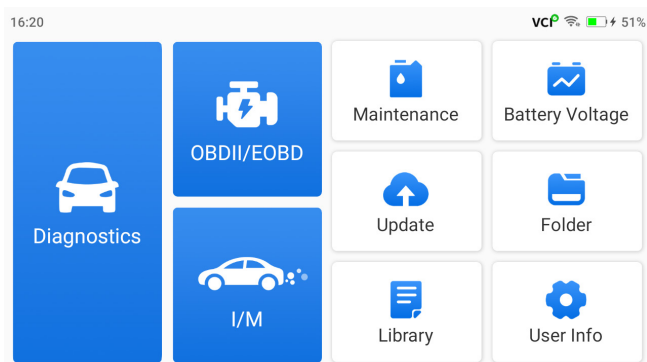 16:20
VCI
51%
Diagnostics
OBDII/EOBD
I/M
Maintenance
Battery Voltage
Update
Folder
Library
User Info